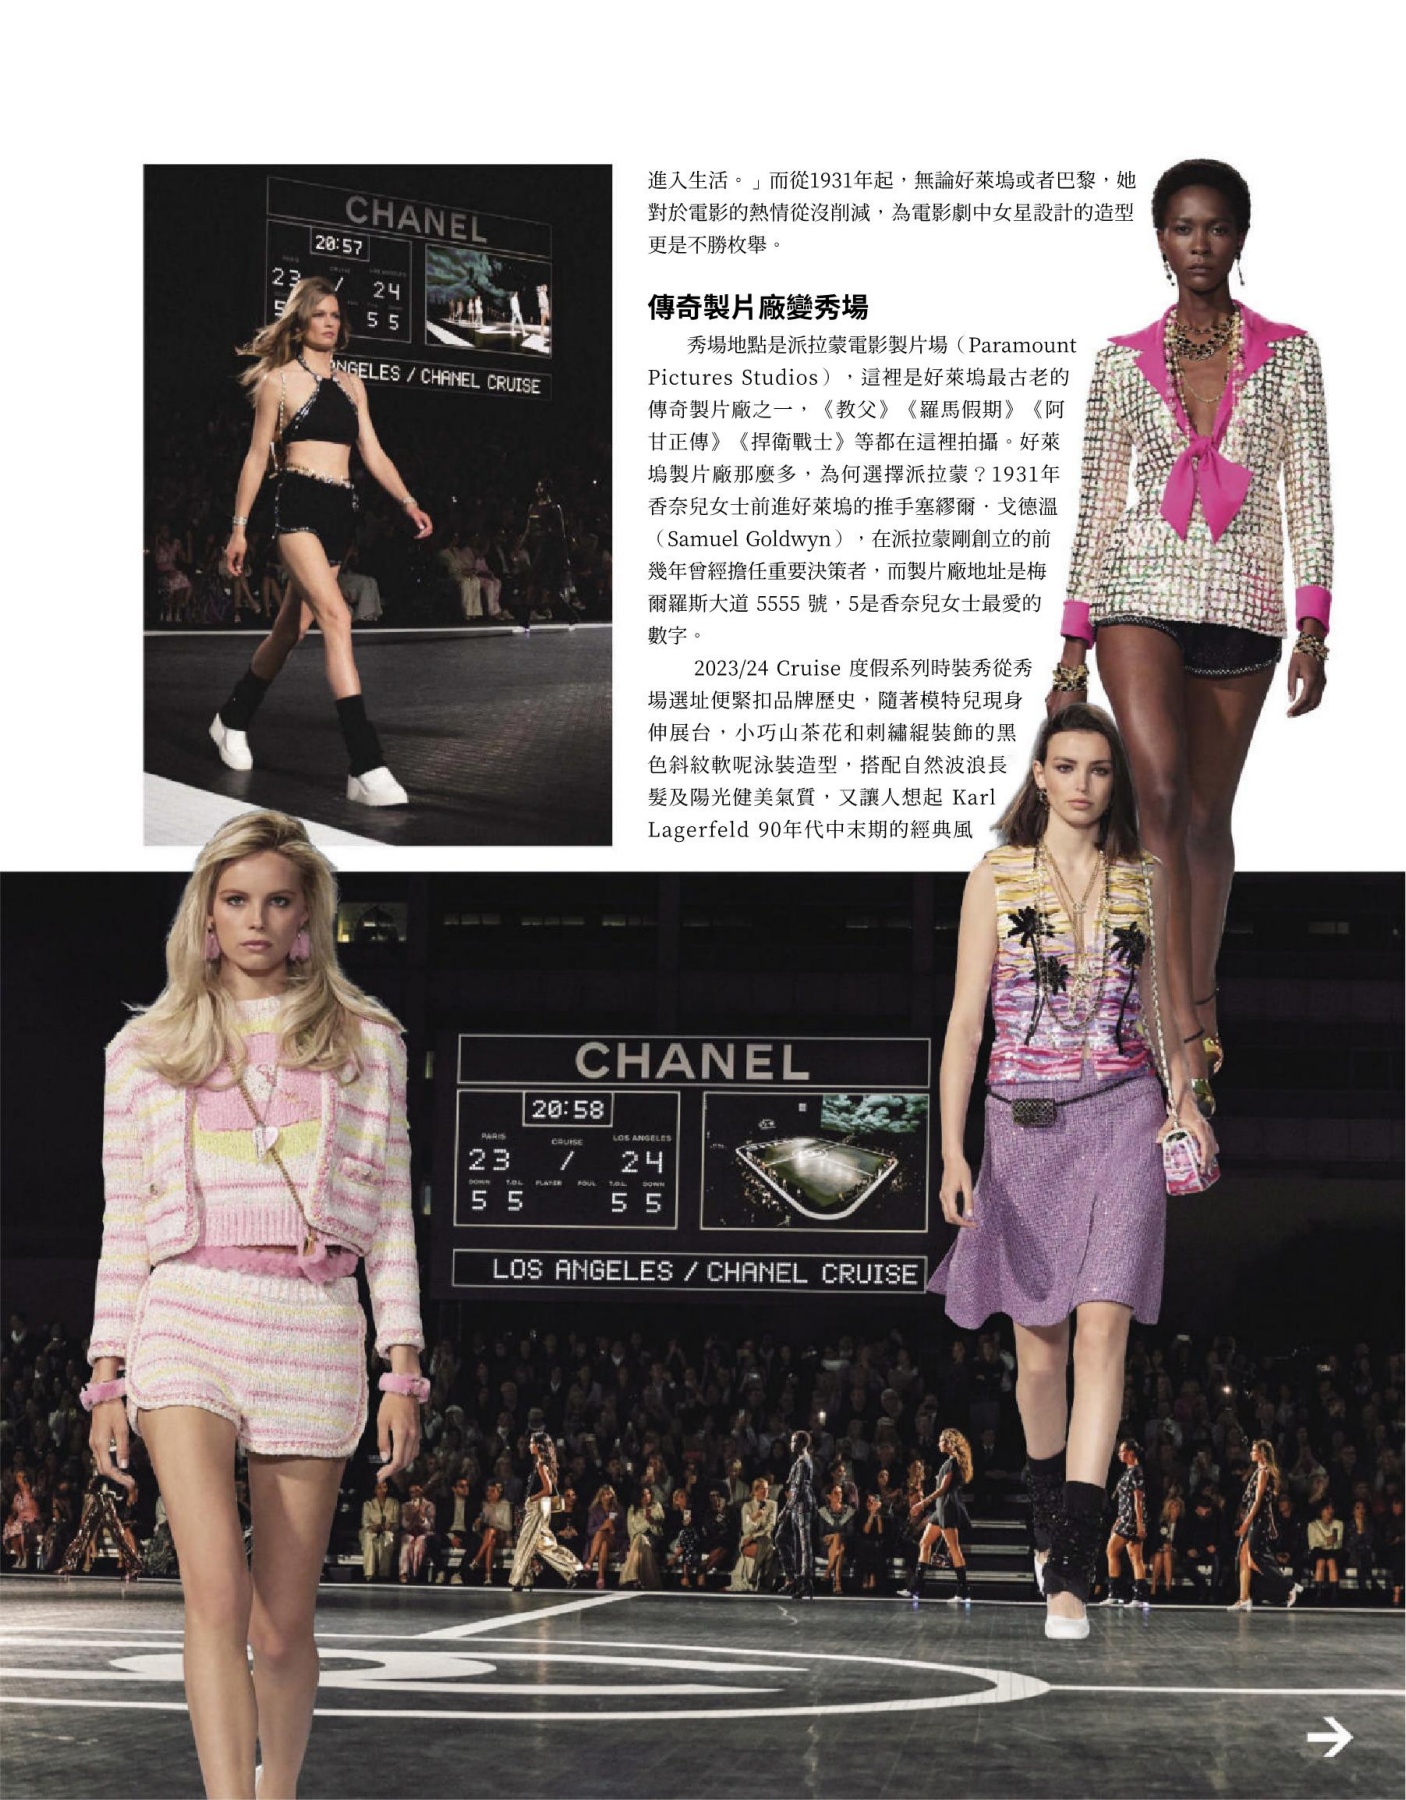 CHANEL
20:57
23 / 24
5 5
ANGELES / CHANEL CRUISE
進入生活。」而從1931年起，無論好萊塢或者巴黎，她
對於電影的熱情從沒削減，為電影劇中女星設計的造型
更是不勝枚舉。
傳奇製片廠變秀場
秀場地點是派拉蒙電影製片場（Paramount
Pictures Studios），這裡是好萊塢最古老的
傳奇製片廠之一，《教父》《羅馬假期》《阿
甘正傳》《捍衛戰士》等都在這裡拍攝。好萊
塢製片廠那麼多，為何選擇派拉蒙？1931年
香奈兒女士前進好萊塢的推手塞繆爾．戈德溫
（Samuel Goldwyn），在派拉蒙剛創立的前
幾年曾經擔任重要決策者，而製片廠地址是梅
爾羅斯大道 5555 號，5是香奈兒女士最愛的
數字。
2023/24 Cruise 度假系列時裝秀從秀
場選址便緊扣品牌歷史，隨著模特兒現身
伸展台，小巧山茶花和刺繡緄裝飾的黑
色斜紋軟呢泳裝造型，搭配自然波浪長
髮及陽光健美氣質，又讓人想起 Karl
Lagerfeld 90年代中末期的經典風
CHANEL
20:58
PARIS CRUISE LOS ANGELES
23 / 24
DOWN T.O.L PLAYER FOUL T.O.L DOWN
5 5 5 5
LOS ANGELES / CHANEL CRUISE